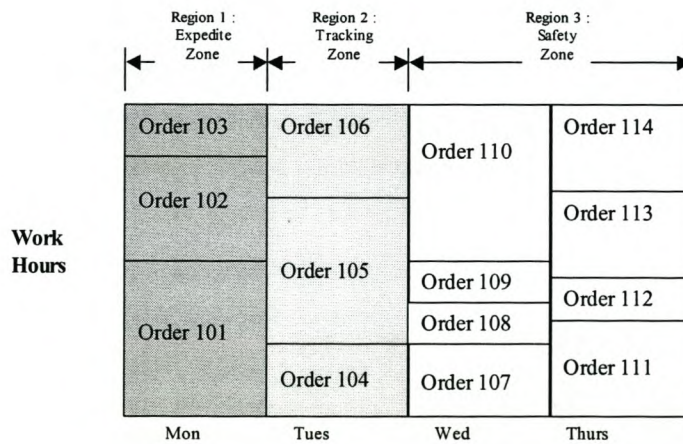 Region 1 :
Expedite
Zone
Region 2 :
Tracking
Zone
Region 3 :
Safety
Zone
Order 103
Order 106
Order 110
Order 114
Order 102
Order 113
Work
Hours
Order 105
Order 109
Order 112
Order 101
Order 108
Order 104
Order 107
Order 111
Mon
Tues
Wed
Thurs